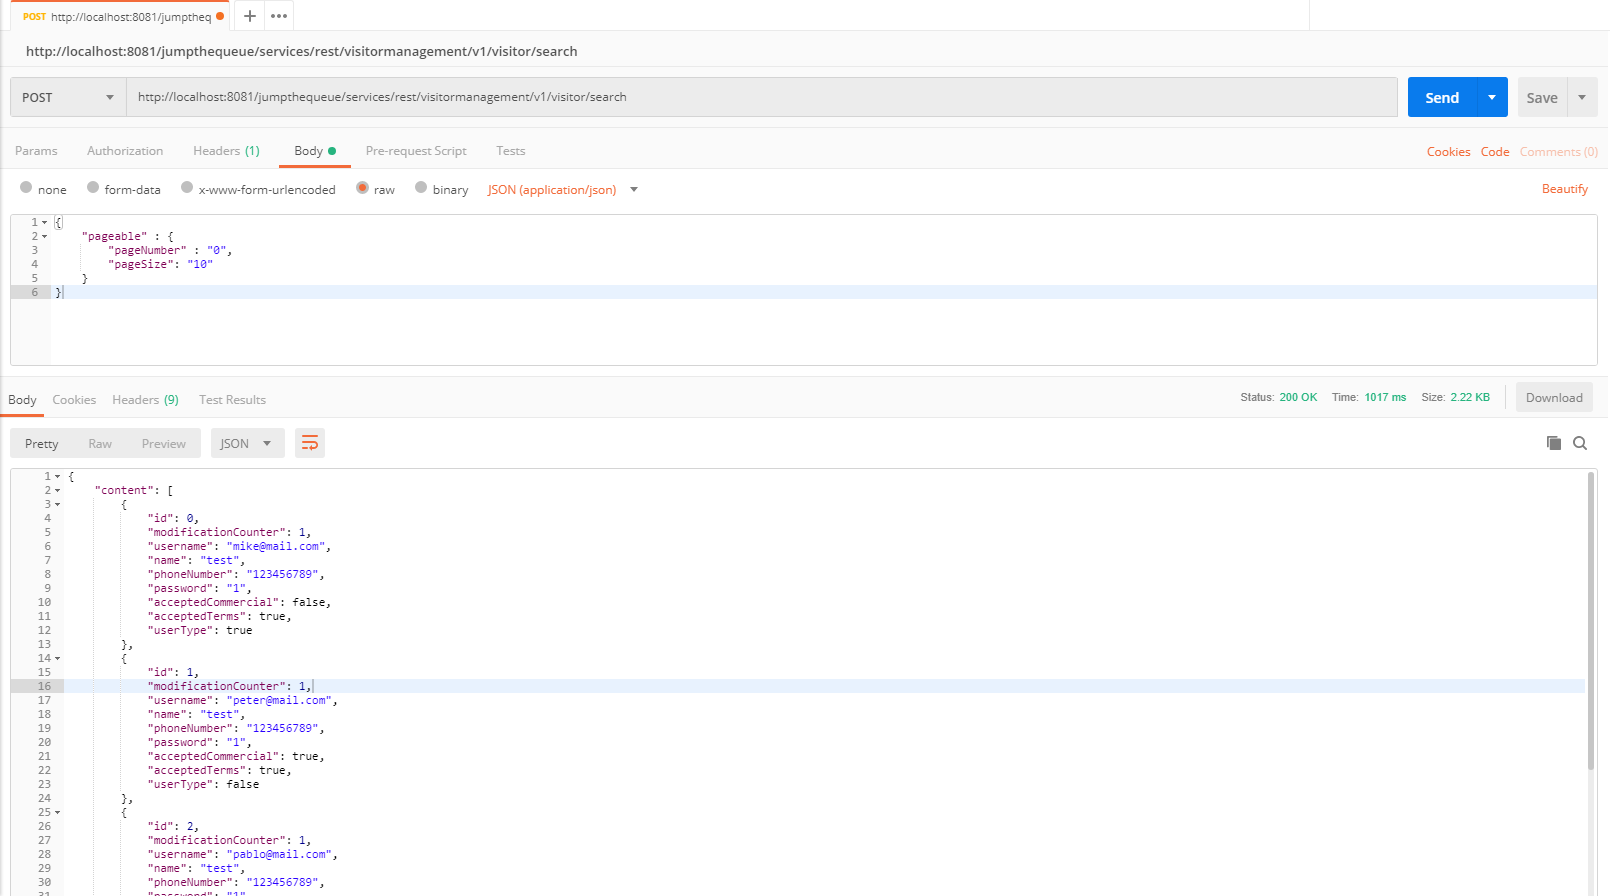 POST http://localhost:8081/jumptheq
http://localhost:8081/jumpthequeue/services/rest/visitormanagement/v1/visitor/search
POST http://localhost:8081/jumpthequeue/services/rest/visitormanagement/v1/visitor/search Send Save
Params Authorization Headers (1) Body Pre-request Script Tests Cookies Code Comments (0)
none form-data x-www-form-urlencoded raw binary JSON (application/json) Beautify
1 {
2 "pageable" : {
3 "pageNumber" : "0",
4 "pageSize": "10"
5 }
6 }
Body Cookies Headers (9) Test Results Status: 200 OK Time: 1017 ms Size: 2.22 KB Download
Pretty Raw Preview JSON
1 {
2 "content": [
3 {
4 "id": 0,
5 "modificationCounter": 1,
6 "username": "mike@mail.com",
7 "name": "test",
8 "phoneNumber": "123456789",
9 "password": "1",
10 "acceptedCommercial": false,
11 "acceptedTerms": true,
12 "userType": true
13 },
14 {
15 "id": 1,
16 "modificationCounter": 1,
17 "username": "peter@mail.com",
18 "name": "test",
19 "phoneNumber": "123456789",
20 "password": "1",
21 "acceptedCommercial": true,
22 "acceptedTerms": true,
23 "userType": false
24 },
25 {
26 "id": 2,
27 "modificationCounter": 1,
28 "username": "pablo@mail.com",
29 "name": "test",
30 "phoneNumber": "123456789",
31 "password": "1"